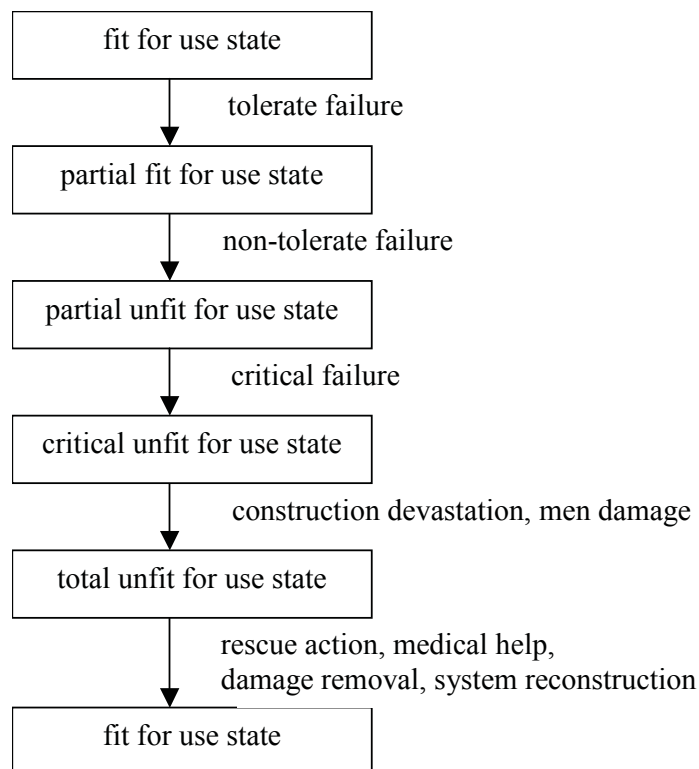 fit for use state
tolerate failure
partial fit for use state
non-tolerate failure
partial unfit for use state
critical failure
critical unfit for use state
construction devastation, men damage
total unfit for use state
rescue action, medical help,
damage removal, system reconstruction
fit for use state